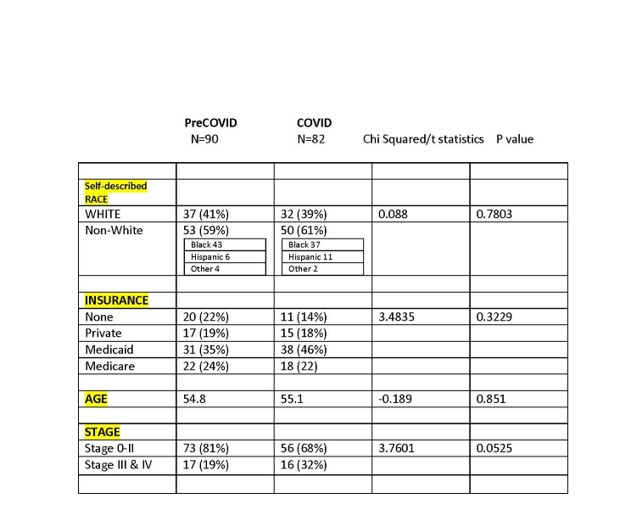 PreCOVID COVID
N=90 N=82 Chi Squared/t statistics P value
Self-described
RACE
WHITE 37 (41%) 32 (39%) 0.088 0.7803
Non-White 53 (59%) 50 (61%)
Black 43 Black 37
Hispanic 6 Hispanic 11
Other 4 Other 2
INSURANCE
None 20 (22%) 11 (14%) 3.4835 0.3229
Private 17 (19%) 15 (18%)
Medicaid 31 (35%) 38 (46%)
Medicare 22 (24%) 18 (22)
AGE 54.8 55.1 -0.189 0.851
STAGE
Stage 0-II 73 (81%) 56 (68%) 3.7601 0.0525
Stage III & IV 17 (19%) 16 (32%)